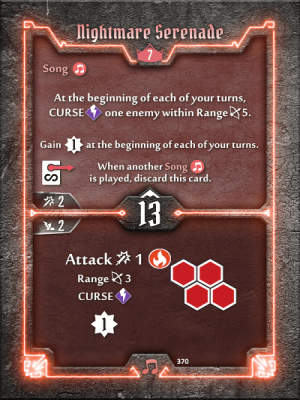 Nightmare Serenade
7
Song
At the beginning of each of your turns,
CURSE one enemy within Range 5.
Gain 1 at the beginning of each of your turns.
When another Song
is played, discard this card.
2
13
2
Attack 1
Range 3
CURSE
1
370